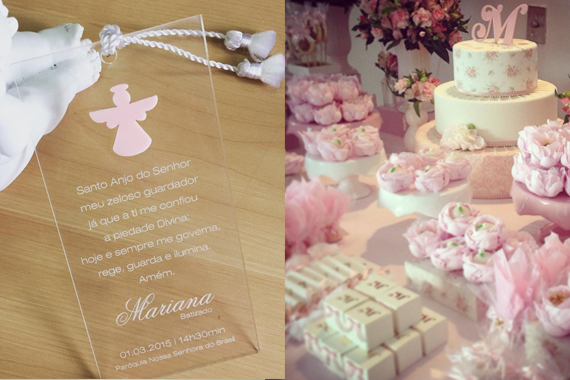 Santo Anjo do Senhor
meu zeloso guardador
já que a ti me confiou
a piedade Divina:
hoje e sempre me governa,
rege, guarda e ilumina.
Amém.
Mariana
Batizado
01.03.2015 | 14h30min
Paróquia Nossa Senhora do Brasil
M
M
M
M
M